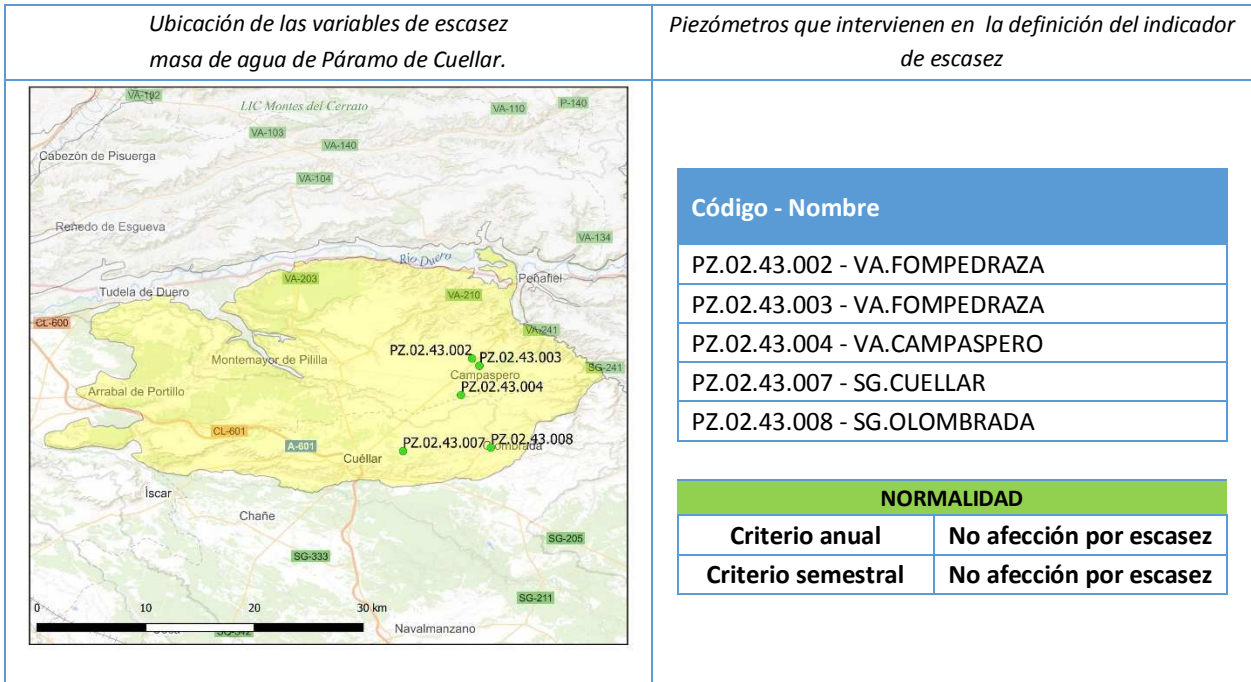 Ubicación de las variables de escasez
masa de agua de Páramo de Cuellar.
Piezómetros que intervienen en la definición del indicador
de escasez
VA-192
LIC Montes del Cerrato
VA-110
P-140
VA-103
VA-140
Cabezón de Pisuerga
VA-104
Renedo de Esgueva
VA-134
Río Duero
VA-203
Peñafiel
Tudela de Duero
VA-210
CL-600
VA-241
PZ.02.43.002
PZ.02.43.003
Montemayor de Pililla
Campaspero
SG-241
PZ.02.43.004
Arrabal de Portillo
CL-601
A-601
PZ.02.43.007
PZ.02.43.008
Olombrada
Cuéllar
Íscar
Chañe
SG-205
SG-333
SG-211
0 10 20 30 km
Navalmanzano
Código - Nombre
PZ.02.43.002 - VA.FOMPEDRAZA
PZ.02.43.003 - VA.FOMPEDRAZA
PZ.02.43.004 - VA.CAMPASPERO
PZ.02.43.007 - SG.CUELLAR
PZ.02.43.008 - SG.OLOMBRADA
NORMALIDAD
Criterio anual No afección por escasez
Criterio semestral No afección por escasez